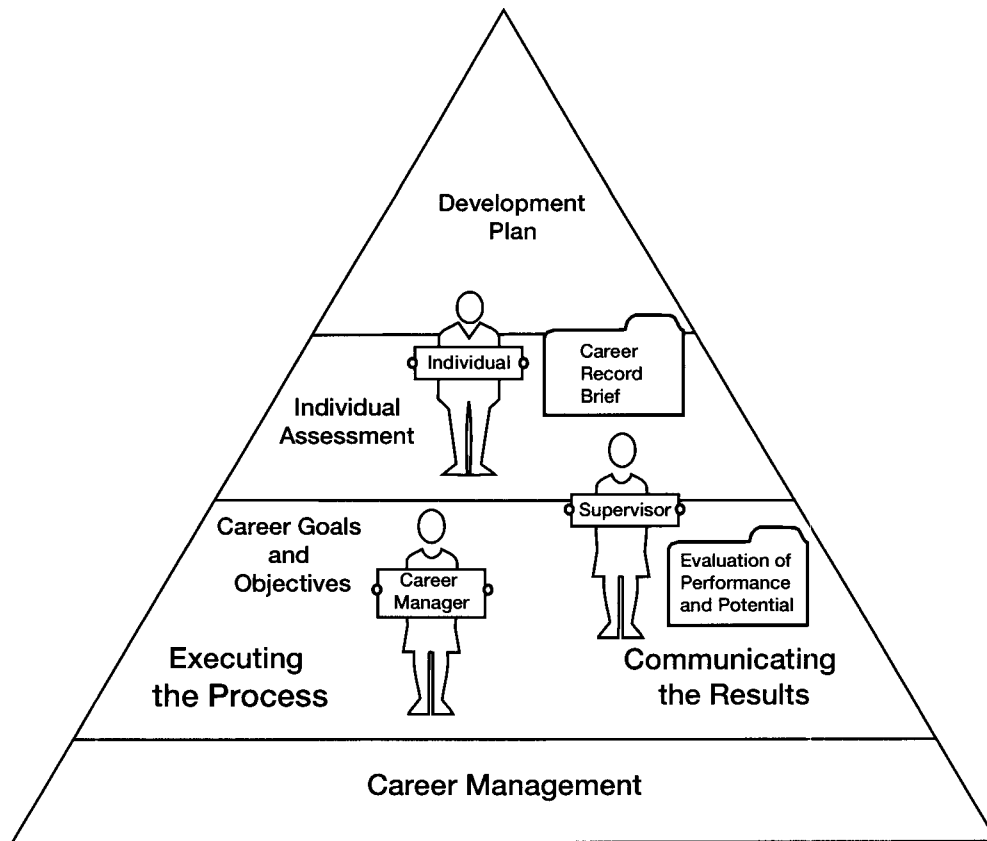 Development
Plan
Individual
Career
Record
Brief
Individual
Assessment
Supervisor
Career Goals
and
Objectives
Career
Manager
Evaluation of
Performance
and Potential
Executing
the Process
Communicating
the Results
Career Management